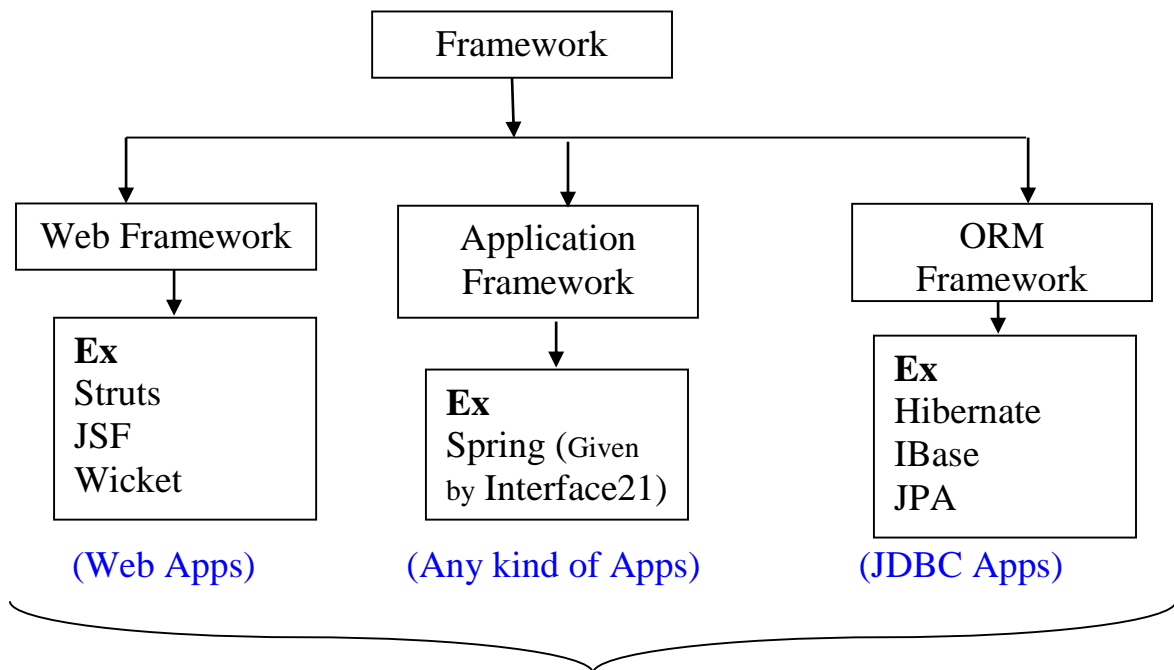 Framework
Web Framework
Application
Framework
ORM
Framework
Ex
Struts
JSF
Wicket
Ex
Spring (Given
by Interface21)
Ex
Hibernate
IBase
JPA
(Web Apps)
(Any kind of Apps)
(JDBC Apps)